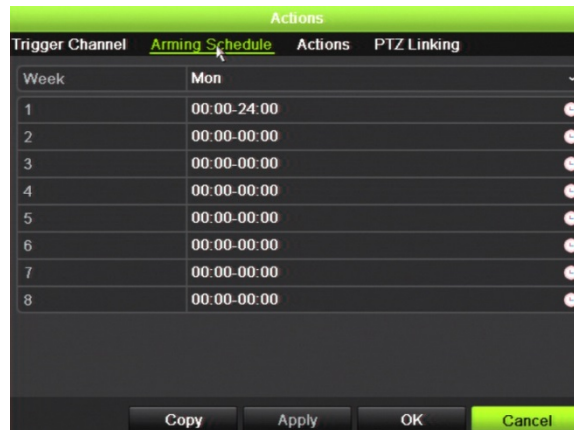 Actions
Trigger Channel Arming Schedule Actions PTZ Linking
Week Mon
1 00:00-24:00
2 00:00-00:00
3 00:00-00:00
4 00:00-00:00
5 00:00-00:00
6 00:00-00:00
7 00:00-00:00
8 00:00-00:00
Copy Apply OK Cancel